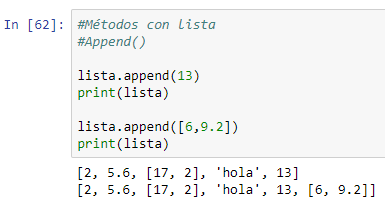 In [62]: #Métodos con lista
#Append()
lista.append(13)
print(lista)
lista.append([6,9.2])
print(lista)
[2, 5.6, [17, 2], 'hola', 13]
[2, 5.6, [17, 2], 'hola', 13, [6, 9.2]]